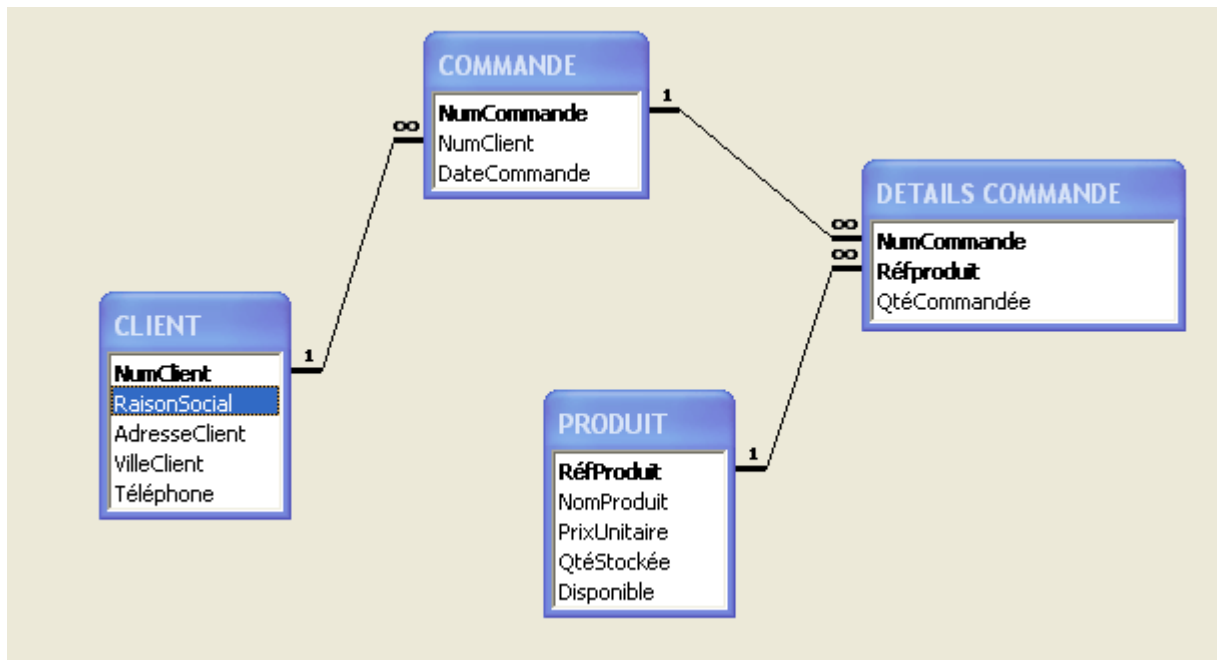 COMMANDE
NumCommande
NumClient
DateCommande
1
∞
DETAILS COMMANDE
NumCommande
Réfproduit
QtéCommandée
∞
∞
CLIENT
NumClient
RaisonSocial
AdresseClient
VilleClient
Téléphone
1
PRODUIT
RéfProduit
NomProduit
PrixUnitaire
QtéStockée
Disponible
1